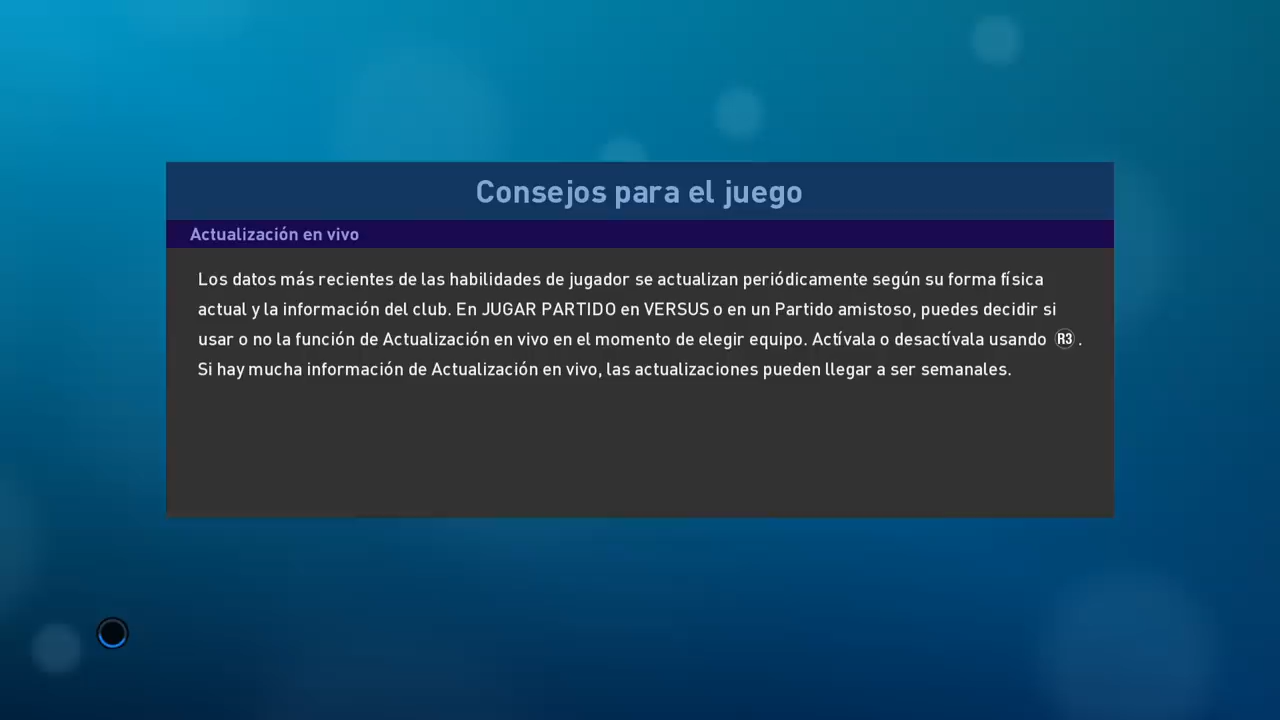 Consejos para el juego
Actualización en vivo
Los datos más recientes de las habilidades de jugador se actualizan periódicamente según su forma física
actual y la información del club. En JUGAR PARTIDO en VERSUS o en un Partido amistoso, puedes decidir si
usar o no la función de Actualización en vivo en el momento de elegir equipo. Actívala o desactívala usando R3 .
Si hay mucha información de Actualización en vivo, las actualizaciones pueden llegar a ser semanales.